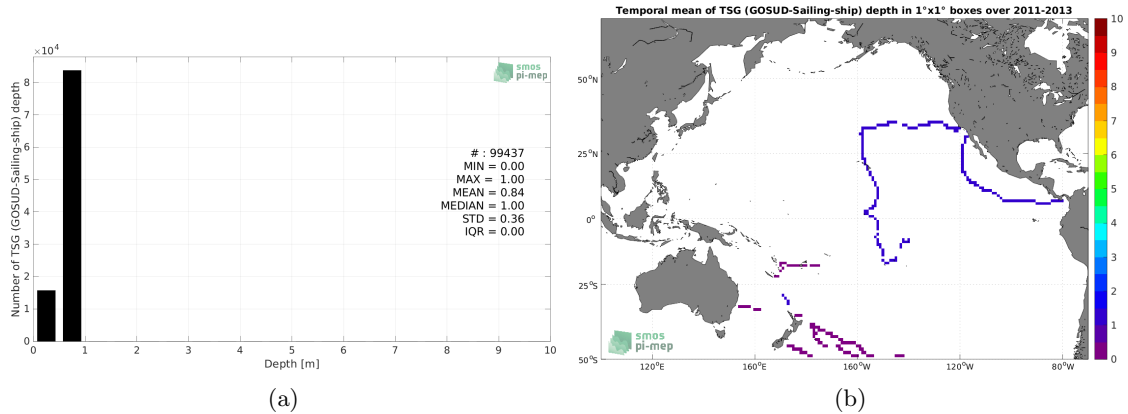 ×10⁴
8
7
6
5
4
3
2
1
0
Number of TSG (GOSUD-Sailing-ship) depth
smos
pi-mep
# : 99437
MIN = 0.00
MAX = 1.00
MEAN = 0.84
MEDIAN = 1.00
STD = 0.36
IQR = 0.00
0 1 2 3 4 5 6 7 8 9 10
Depth [m]
(a)
Temporal mean of TSG (GOSUD-Sailing-ship) depth in 1°x1° boxes over 2011-2013
50°N
25°N
0°
25°S
50°S
smos
pi-mep
120°E 160°E 160°W 120°W 80°W
10
9
8
7
6
5
4
3
2
1
0
(b)